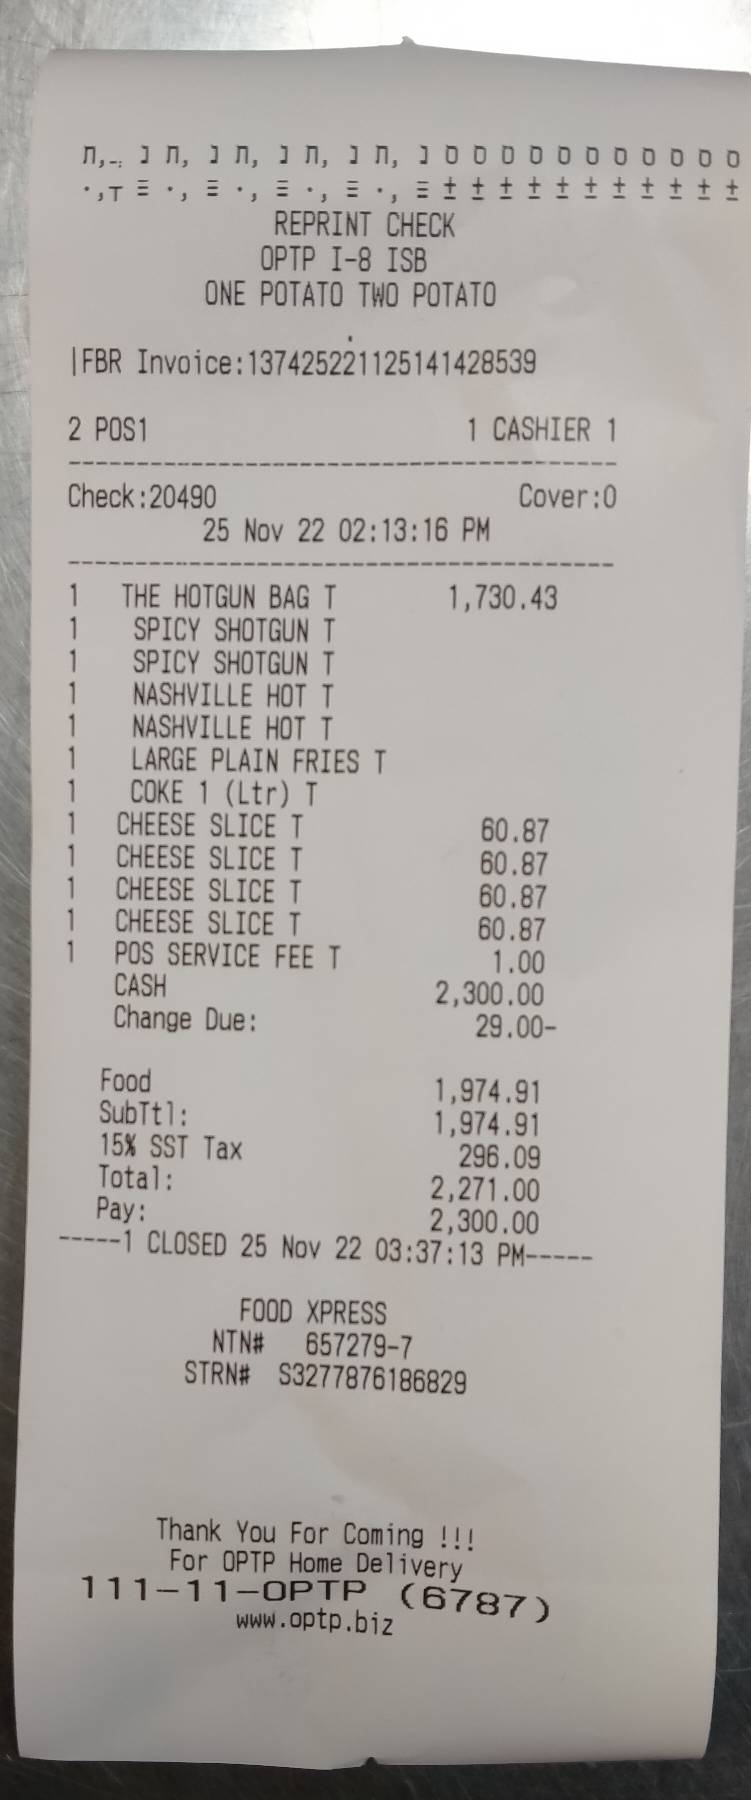 REPRINT CHECK
OPTP I-8 ISB
ONE POTATO TWO POTATO
|FBR Invoice:137425221125141428539
2 POS1 1 CASHIER 1
-----------------------------------------
Check:20490 Cover:0
25 Nov 22 02:13:16 PM
-----------------------------------------
1 THE HOTGUN BAG T 1,730.43
1 SPICY SHOTGUN T
1 SPICY SHOTGUN T
1 NASHVILLE HOT T
1 NASHVILLE HOT T
1 LARGE PLAIN FRIES T
1 COKE 1 (Ltr) T
1 CHEESE SLICE T 60.87
1 CHEESE SLICE T 60.87
1 CHEESE SLICE T 60.87
1 CHEESE SLICE T 60.87
1 POS SERVICE FEE T 1.00
CASH 2,300.00
Change Due: 29.00-
Food 1,974.91
SubTtl: 1,974.91
15% SST Tax 296.09
Total: 2,271.00
Pay: 2,300.00
-----1 CLOSED 25 Nov 22 03:37:13 PM-----
FOOD XPRESS
NTN# 657279-7
STRN# S3277876186829
Thank You For Coming !!!
For OPTP Home Delivery
111-11-OPTP (6787)
www.optp.biz